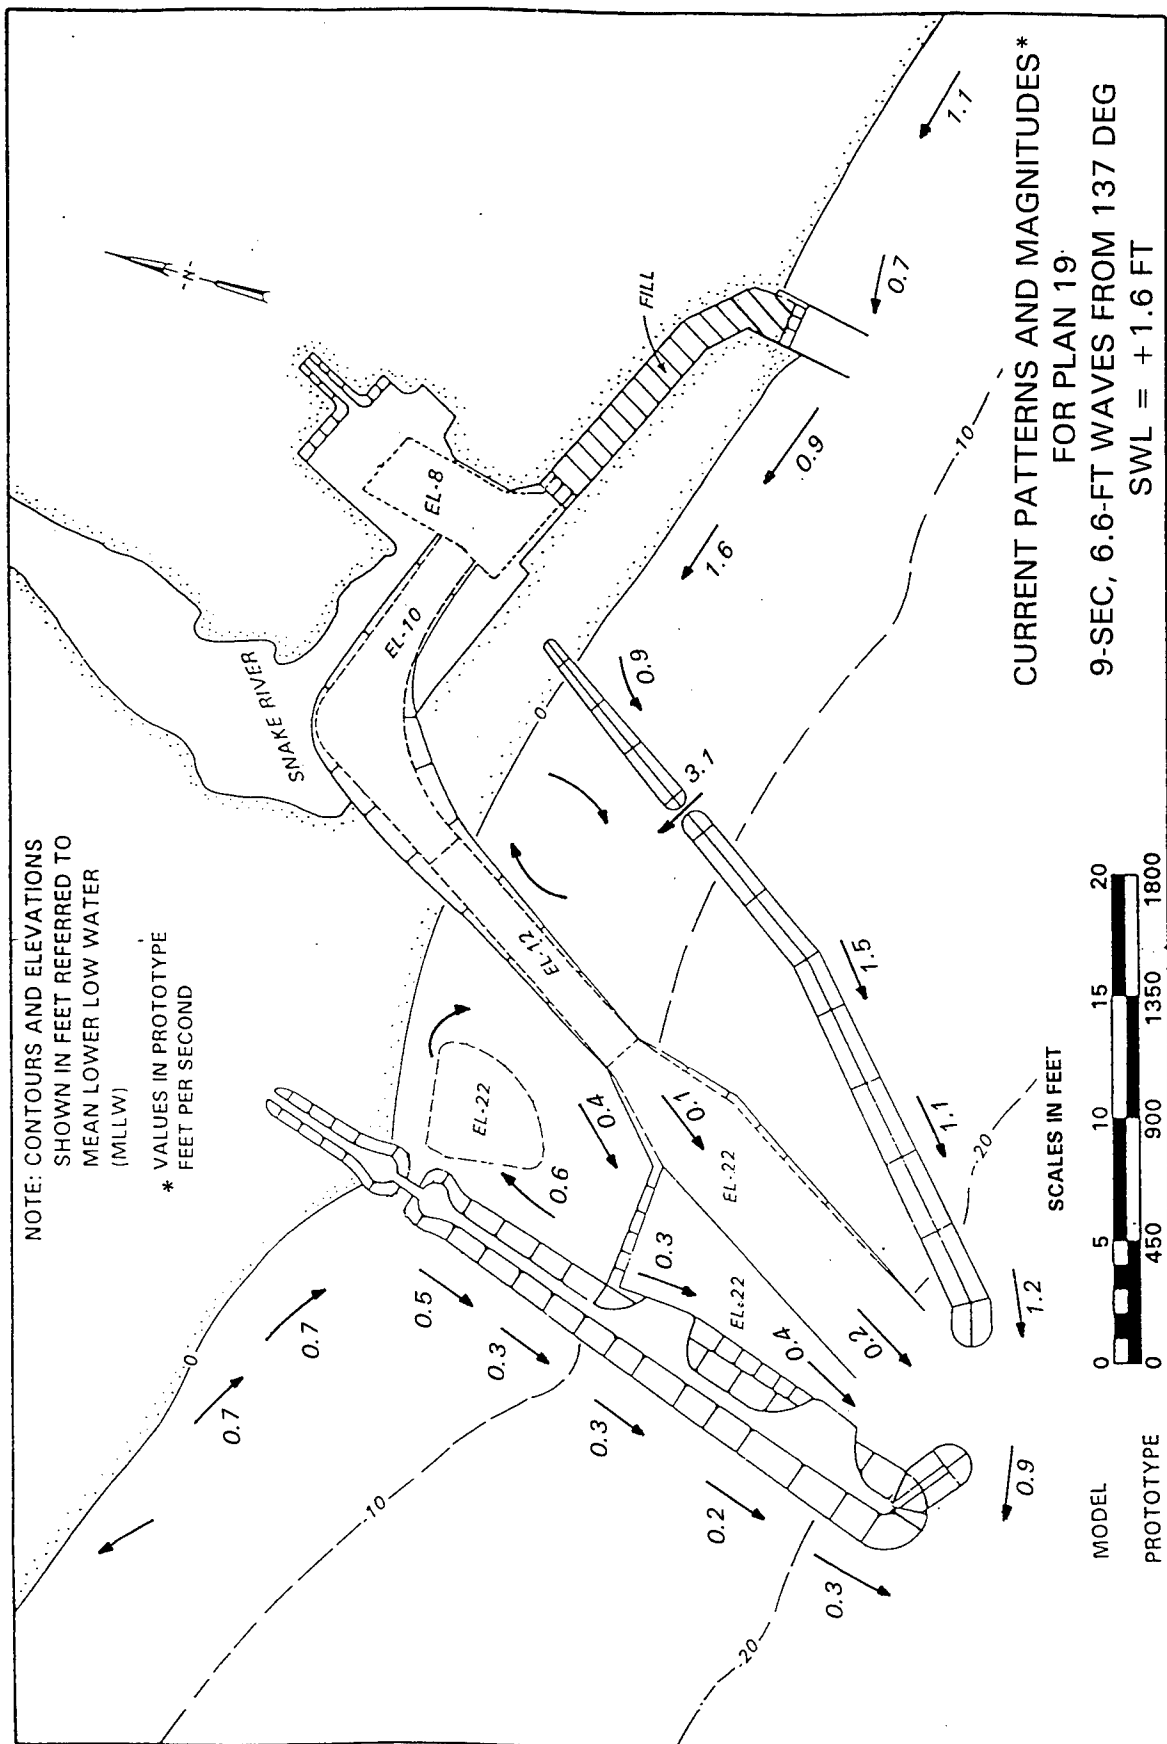 NOTE: CONTOURS AND ELEVATIONS
SHOWN IN FEET REFERRED TO
MEAN LOWER LOW WATER
(MLLW)
* VALUES IN PROTOTYPE
FEET PER SECOND
-N-
SNAKE RIVER
EL-8
EL-10
FILL
EL-12
EL-22
EL-22
EL-22
0
0
-10
-10
-20
-20
0.7
0.7
0.5
0.3
0.3
0.2
0.3
0.6
0.4
0.1
0.3
0.4
0.2
0.9
1.2
1.1
1.5
3.1
0.9
1.6
0.9
0.7
1.1
CURRENT PATTERNS AND MAGNITUDES*
FOR PLAN 19
9-SEC, 6.6-FT WAVES FROM 137 DEG
SWL = +1.6 FT
SCALES IN FEET
MODEL 0 5 10 15 20
PROTOTYPE 0 450 900 1350 1800